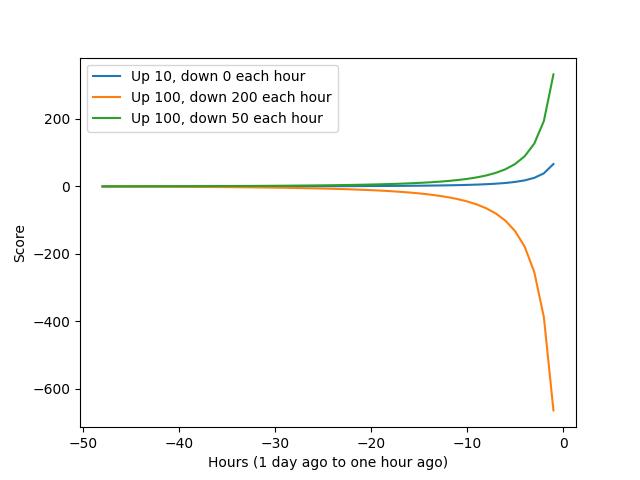 Up 10, down 0 each hour
Up 100, down 200 each hour
Up 100, down 50 each hour
200
0
−200
−400
−600
Score
−50
−40
−30
−20
−10
0
Hours (1 day ago to one hour ago)